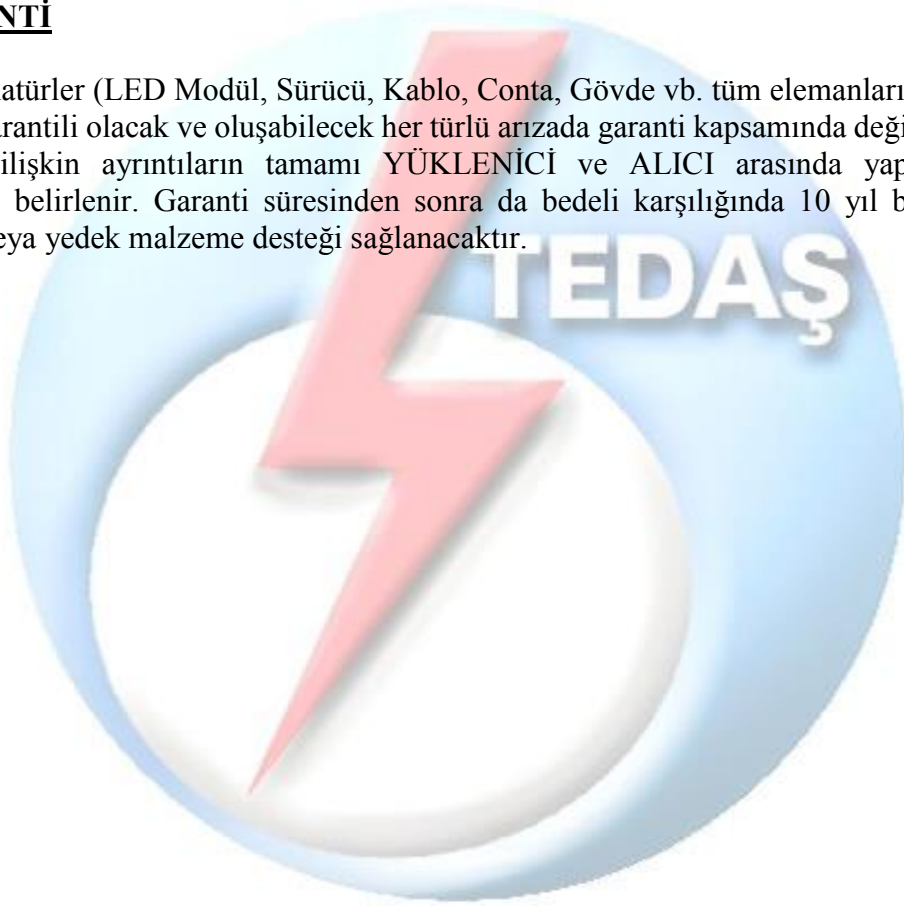 NTİ
atürler (LED Modül, Sürücü, Kablo, Conta, Gövde vb. tüm elemanları
rantili olacak ve oluşabilecek her türlü arızada garanti kapsamında deği
ilişkin ayrıntıların tamamı YÜKLENİCİ ve ALICI arasında yap
belirlenir. Garanti süresinden sonra da bedeli karşılığında 10 yıl b
eya yedek malzeme desteği sağlanacaktır.
TEDAŞ